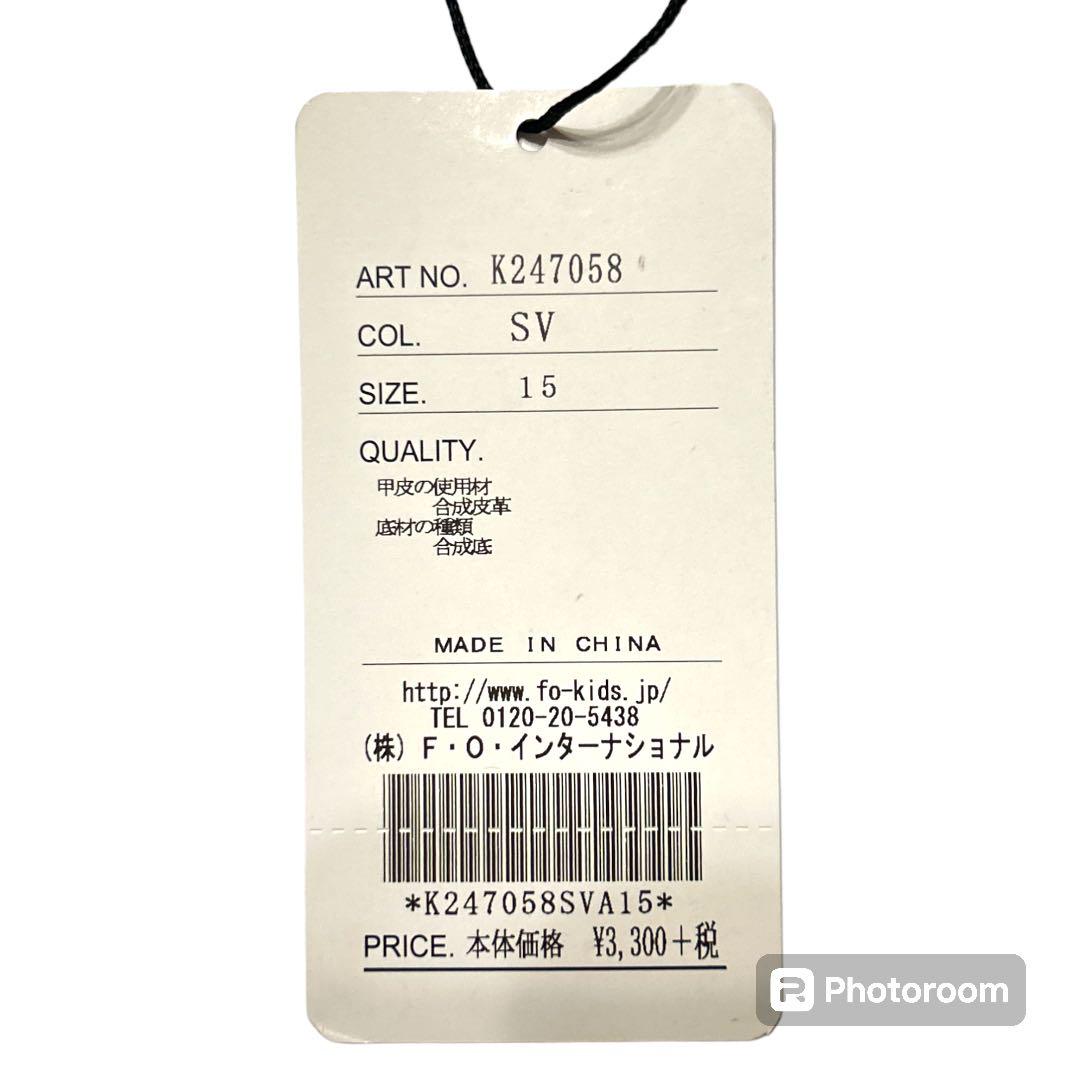 ART NO. K247058
COL. SV
SIZE. 15
QUALITY.
甲皮の使用材
合成皮革
底材の種類
合成底
MADE IN CHINA
http://www.fo-kids.jp/
TEL 0120-20-5438
(株) F・O・インターナショナル
*K247058SVA15*
PRICE. 本体価格 ¥3,300+税
Photoroom